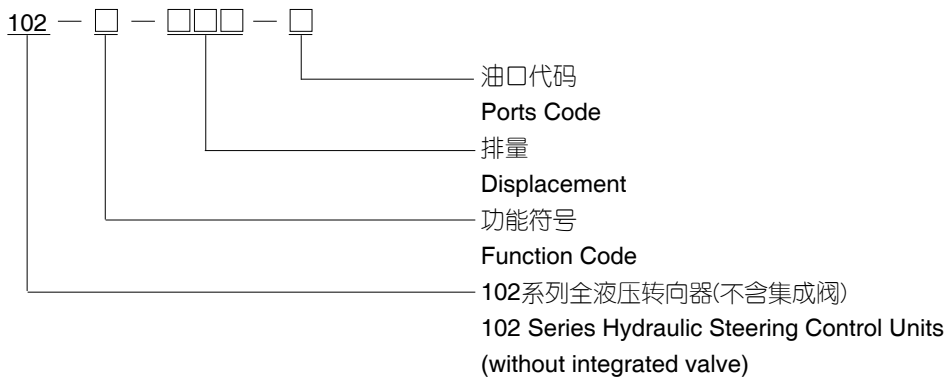 102 — □ — □□□ — □
油口代码
Ports Code
排量
Displacement
功能符号
Function Code
102系列全液压转向器(不含集成阀)
102 Series Hydraulic Steering Control Units
(without integrated valve)